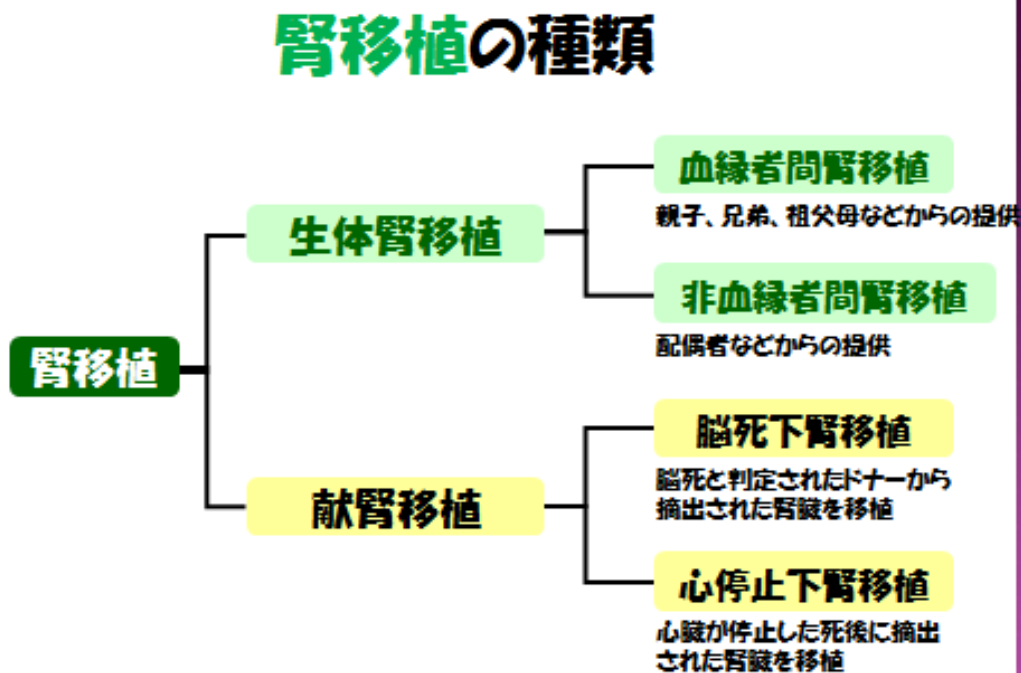 腎移植の種類
血縁者間腎移植
親子、兄弟、祖父母などからの提供
生体腎移植
非血縁者間腎移植
配偶者などからの提供
腎移植
脳死下腎移植
脳死と判定されたドナーから
摘出された腎臓を移植
献腎移植
心停止下腎移植
心臓が停止した死後に摘出
された腎臓を移植